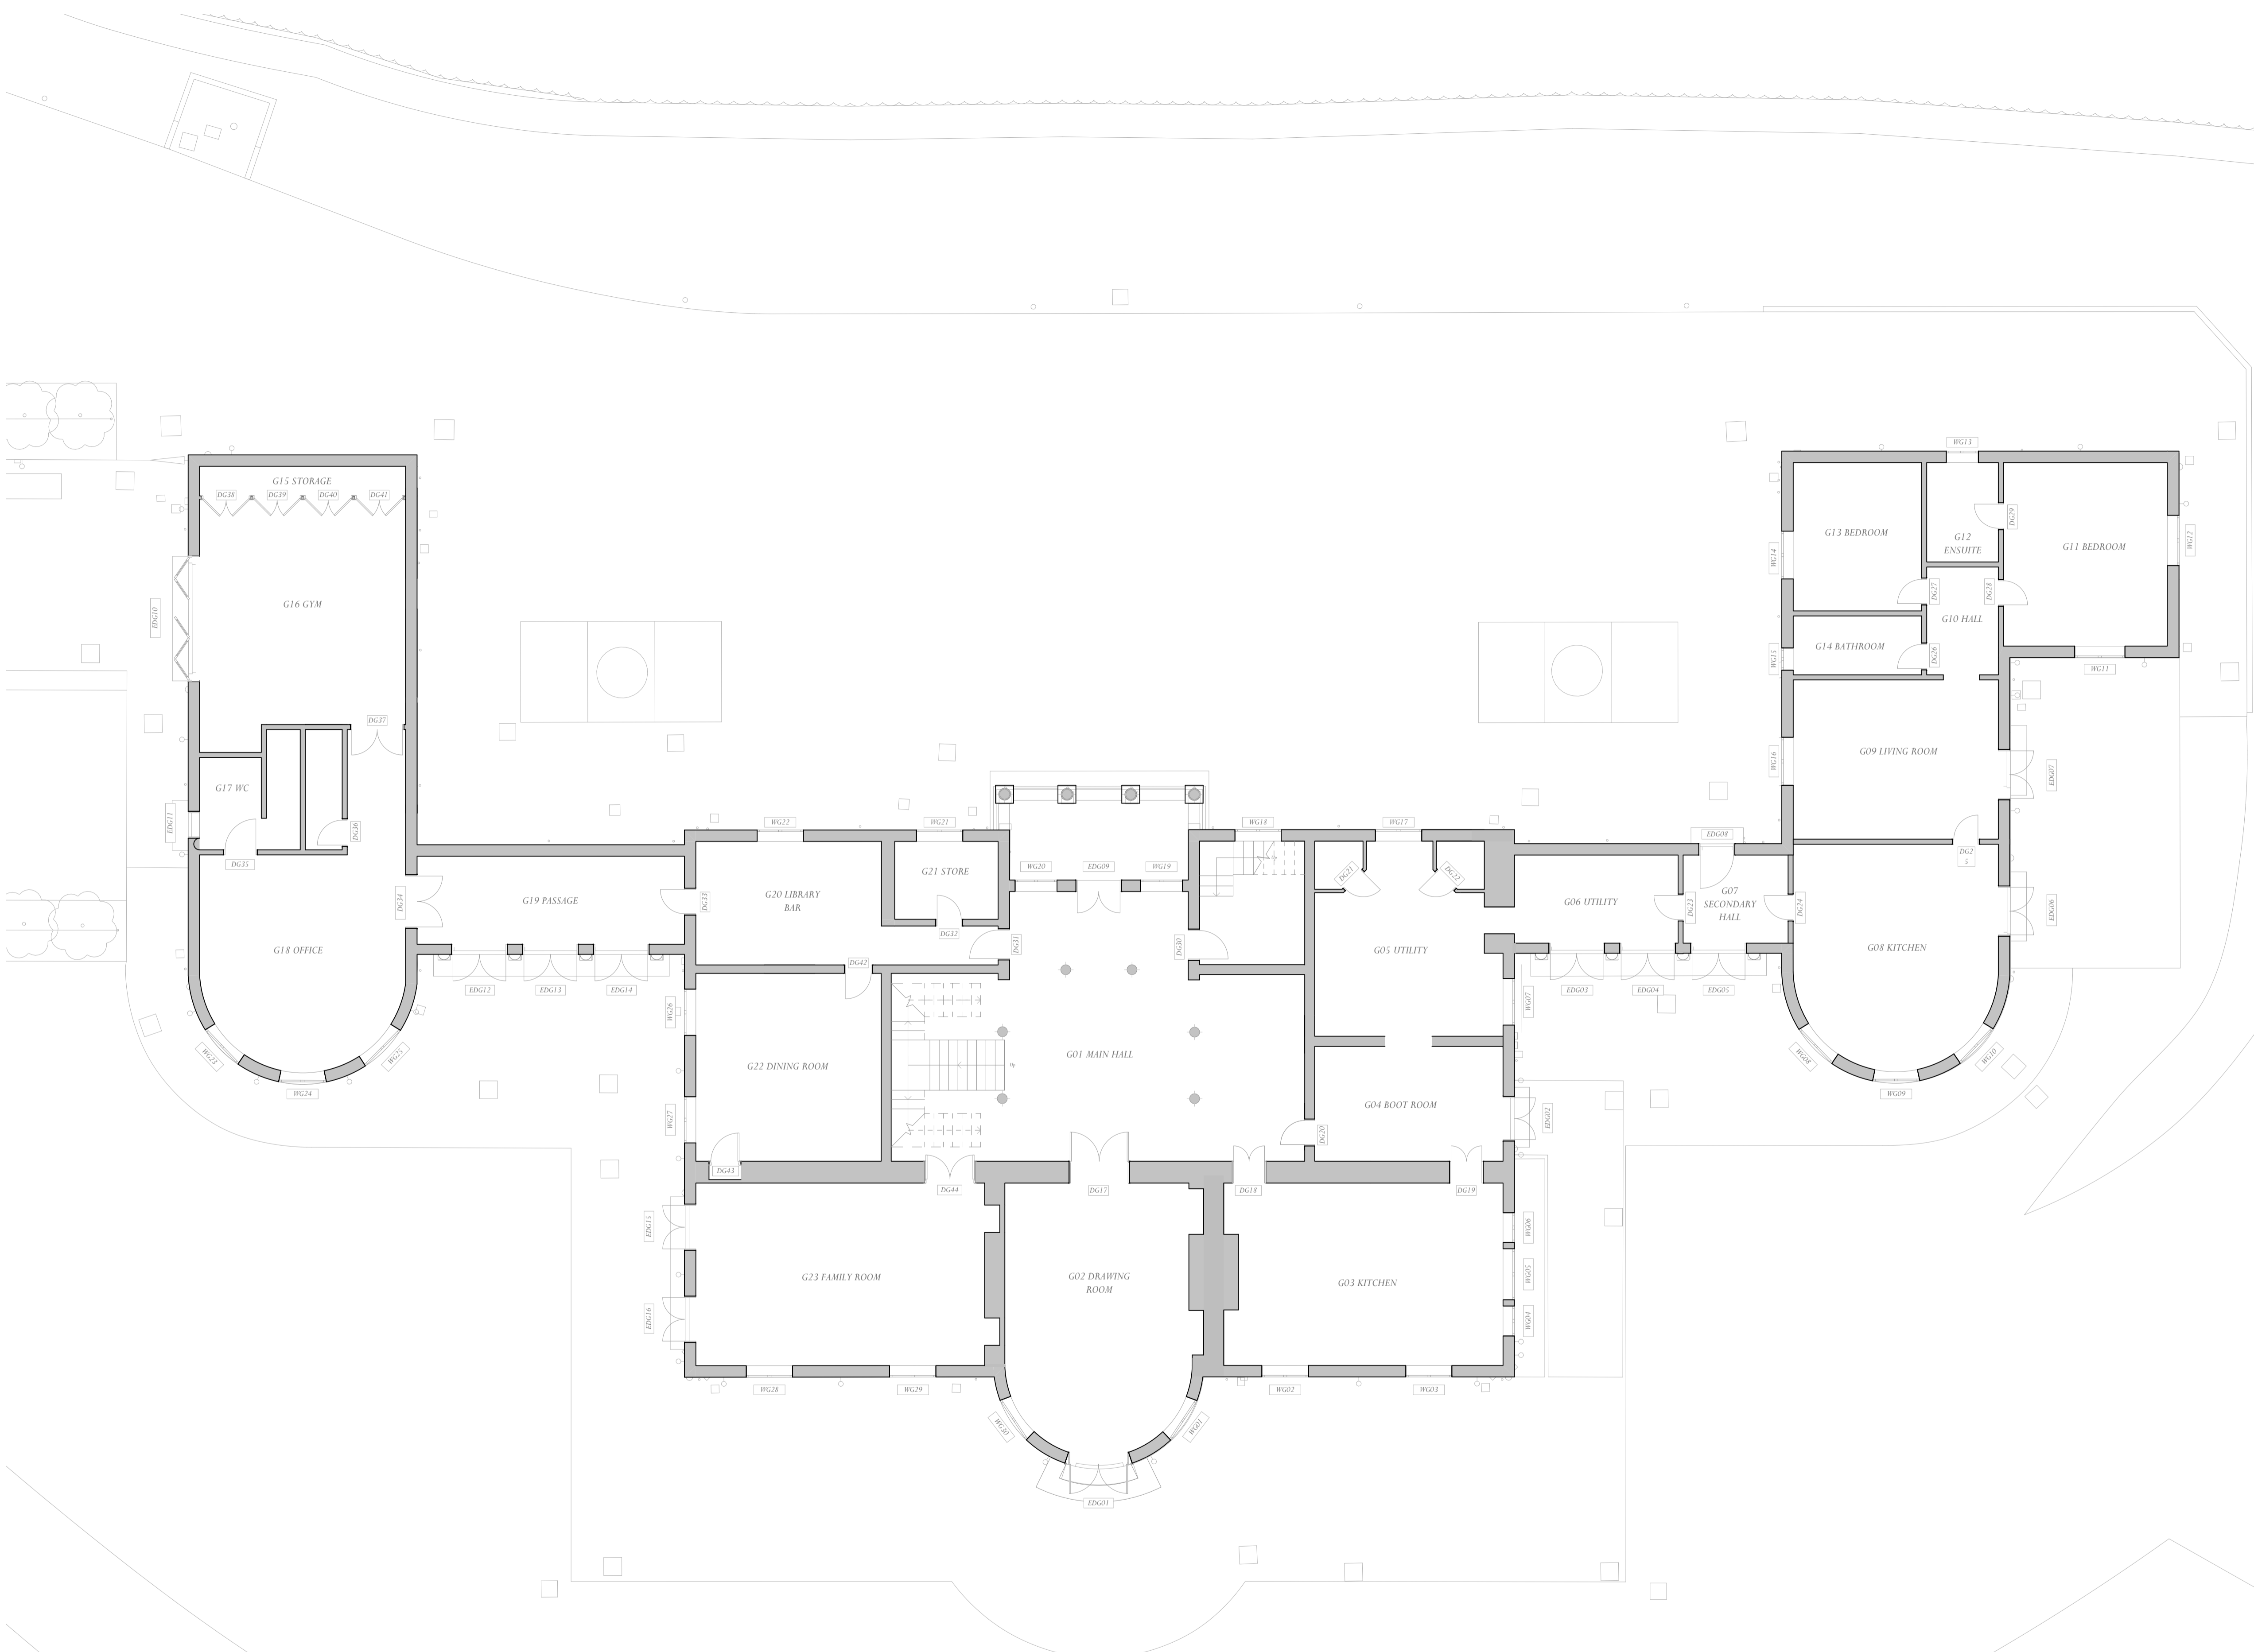 WG13
G15 STORAGE
DG38
DG39
DG40
DG41
DG29
G13 BEDROOM
G12
ENSUITE
G11 BEDROOM
WG12
WG14
DG27
DG28
G16 GYM
EDG10
G10 HALL
G14 BATHROOM
DG26
WG15
WG11
DG37
G09 LIVING ROOM
WG16
EDG07
G17 WC
EDG11
DG36
DG35
WG22
WG21
WG18
WG17
EDG08
DG25
WG20
EDG09
WG19
G21 STORE
DG21
DG22
G20 LIBRARY
BAR
G19 PASSAGE
DG34
DG33
G06 UTILITY
DG23
G07
SECONDARY
HALL
DG24
EDG06
DG32
DG31
DG30
G18 OFFICE
G05 UTILITY
G08 KITCHEN
DG42
EDG12
EDG13
EDG14
EDG03
EDG04
EDG05
WG26
WG07
WG23
WG25
WG24
G22 DINING ROOM
G01 MAIN HALL
Up
WG08
WG10
WG09
WG27
G04 BOOT ROOM
EDG02
DG20
DG43
DG44
DG17
DG18
DG19
EDG15
WG06
G23 FAMILY ROOM
G02 DRAWING
ROOM
G03 KITCHEN
WG05
EDG16
WG04
WG28
WG29
WG02
WG03
WG30
WG01
EDG01